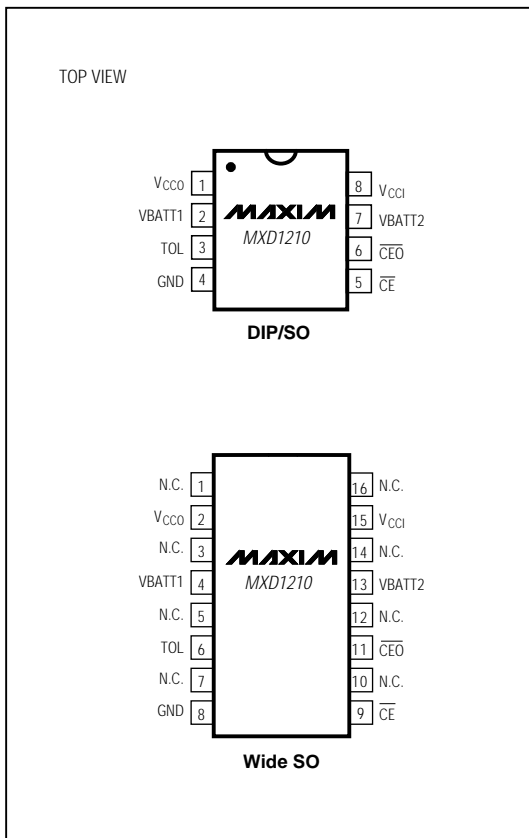 TOP VIEW
VCCO 1 8 VCCI
VBATT1 2 MAXIM 7 VBATT2
TOL 3 MXD1210 6 CEO
GND 4 5 CE
DIP/SO
N.C. 1 16 N.C.
VCCO 2 15 VCCI
N.C. 3 14 N.C.
VBATT1 4 MAXIM 13 VBATT2
N.C. 5 MXD1210 12 N.C.
TOL 6 11 CEO
N.C. 7 10 N.C.
GND 8 9 CE
Wide SO